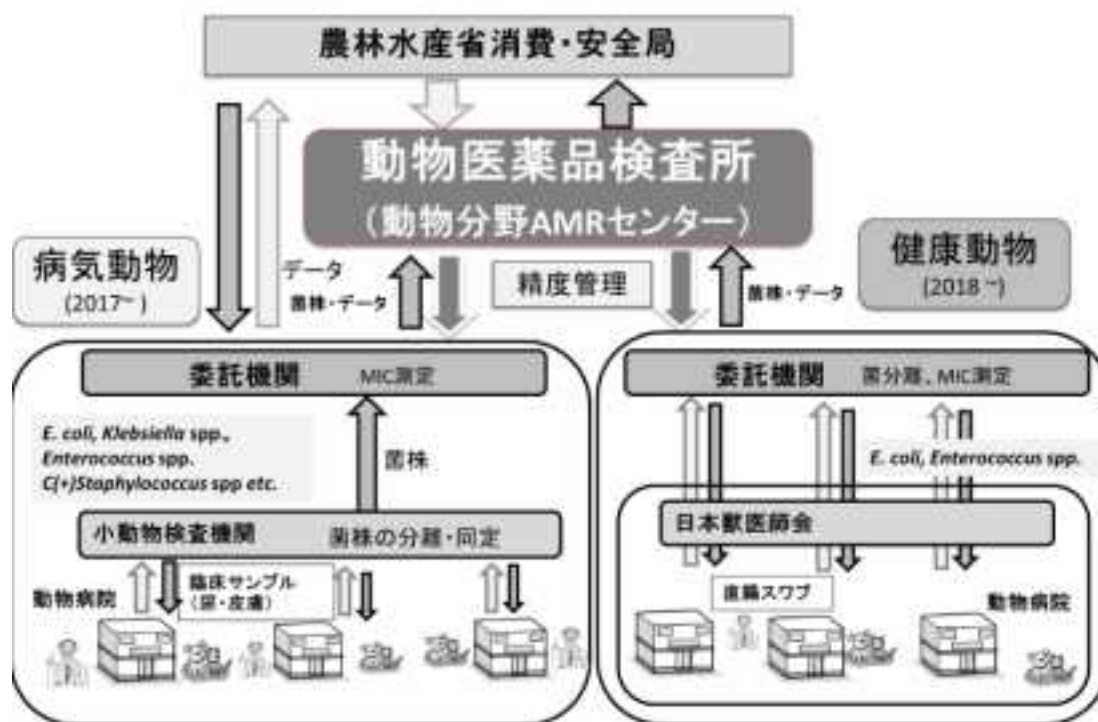 農林水産省消費・安全局
動物医薬品検査所
（動物分野AMRセンター）
病気動物
(2017~ )
データ
菌株・データ
精度管理
菌株・データ
健康動物
(2018 ~)
委託機関 MIC測定
E. coli, Klebsiella spp.,
Enterococcus spp.
C(+)Staphylococcus spp etc.
菌株
小動物検査機関 菌株の分離・同定
動物病院
臨床サンプル
（尿・皮膚）
委託機関 菌分離、MIC測定
E. coli, Enterococcus spp.
日本獣医師会
直腸スワブ
動物病院